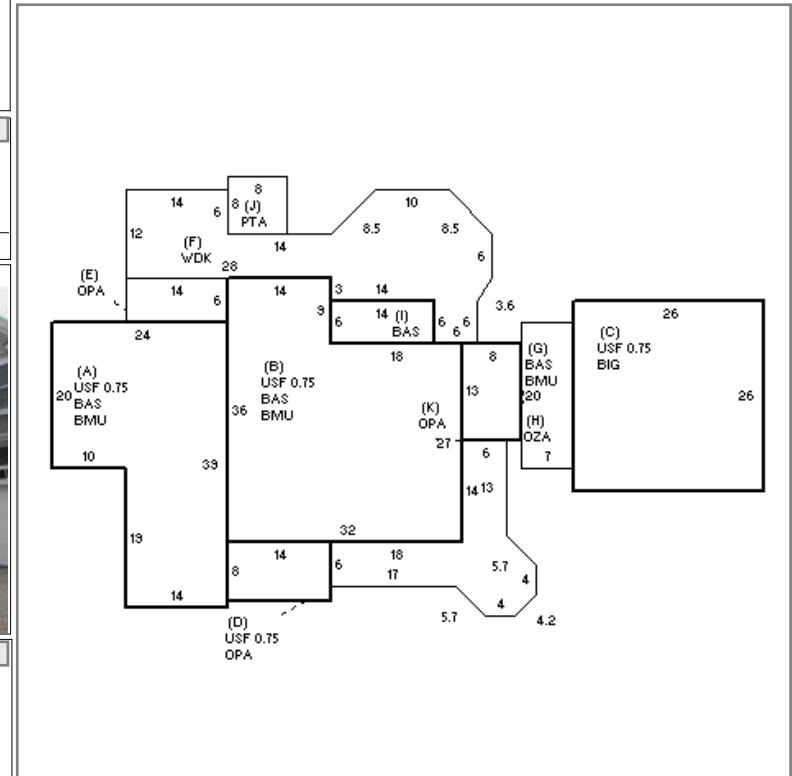 8
14
6
8
(J)
PTA
10
12
(F)
WDK
8.5
8.5
14
6
28
(E)
OPA
14
6
14
3
14
9
6
14
(I)
BAS
6
6
6
3.6
24
18
8
26
(A)
USF 0.75
BAS
BMU
20
(B)
USF 0.75
BAS
BMU
36
13
(G)
BAS
BMU
20
(H)
OZA
7
(C)
USF 0.75
BIG
26
(K)
OPA
27
10
39
6
19
14
13
32
14
8
6
18
17
5.7
4
14
5.7
4
4.2
(D)
USF 0.75
OPA